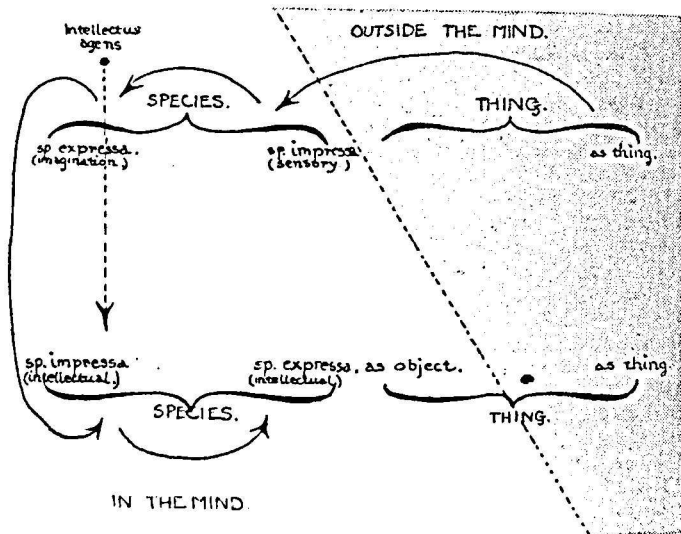 Intellectus
agens
OUTSIDE THE MIND.
SPECIES.
THING.
sp. expressa.
(imagination)
sp. impressa
(sensory)
as thing.
sp. impressa
(intellectual)
sp. expressa. as object.
(intellectual)
as thing.
SPECIES.
THING.
IN THE MIND.